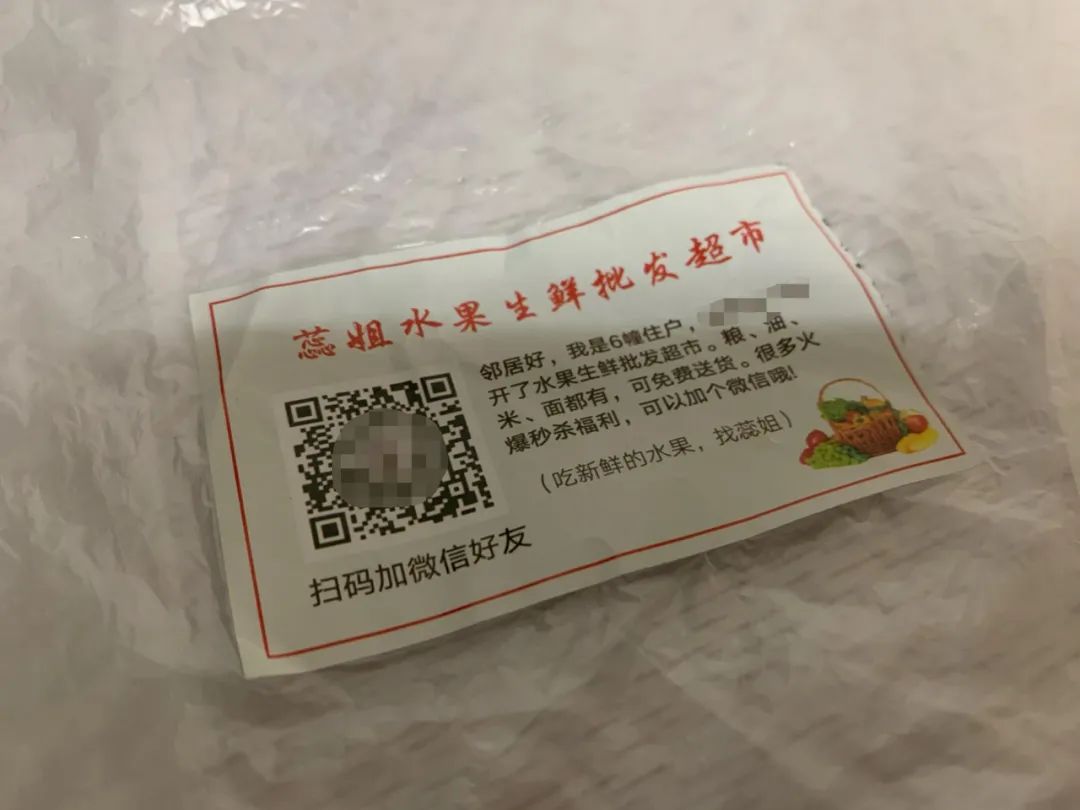 蕊姐水果生鲜批发超市
邻居好，我是6幢住户，
开了水果生鲜批发超市。粮、油、
米、面都有，可免费送货。很多火
爆秒杀福利，可以加个微信哦!
（吃新鲜的水果，找蕊姐）
扫码加微信好友